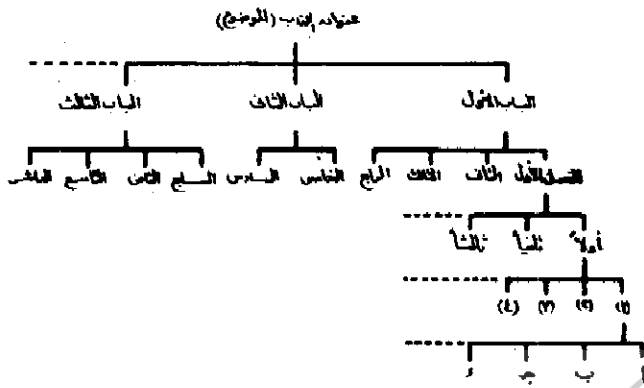 عنوان الكتاب (الموضوع)
الباب الأول الباب الثاني الباب الثالث
الفصل الأول الثاني الثالث الرابع الخامس السادس السابع الثامن التاسع العاشر
أولاً ثانياً ثالثاً
(١) (٢) (٣) (٤)
ب جـ د